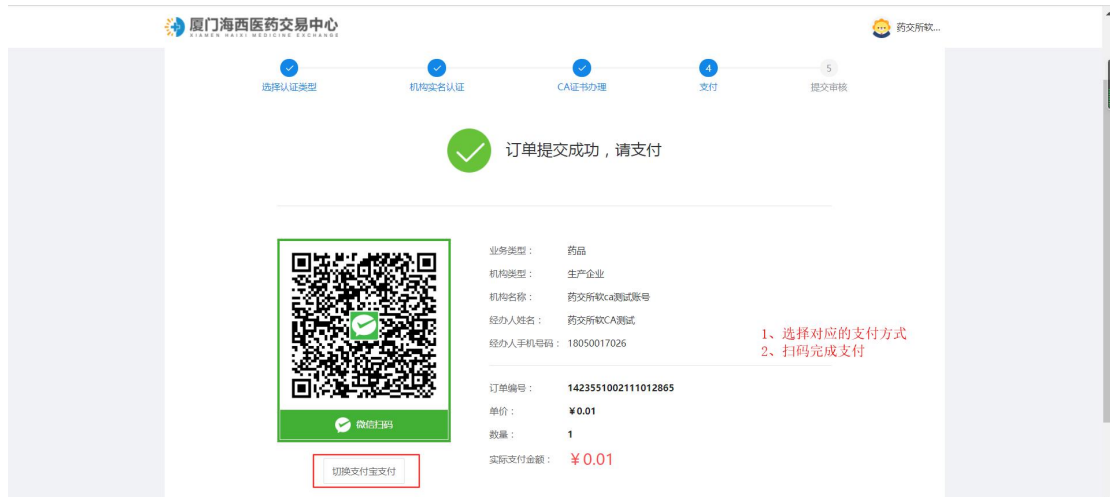 厦门海西医药交易中心
XIAMEN HAIXI MEDICINE EXCHANGE
药交所软...
4
5
选择认证类型
机构实名认证
CA证书办理
支付
提交审核
订单提交成功，请支付
业务类型： 药品
机构类型： 生产企业
机构名称： 药交所软ca测试账号
经办人姓名： 药交所软CA测试
经办人手机号码： 18050017026
1、选择对应的支付方式
2、扫码完成支付
订单编号： 1423551002111012865
单价： ¥0.01
数量： 1
实际支付金额： ¥0.01
微信扫码
切换支付宝支付